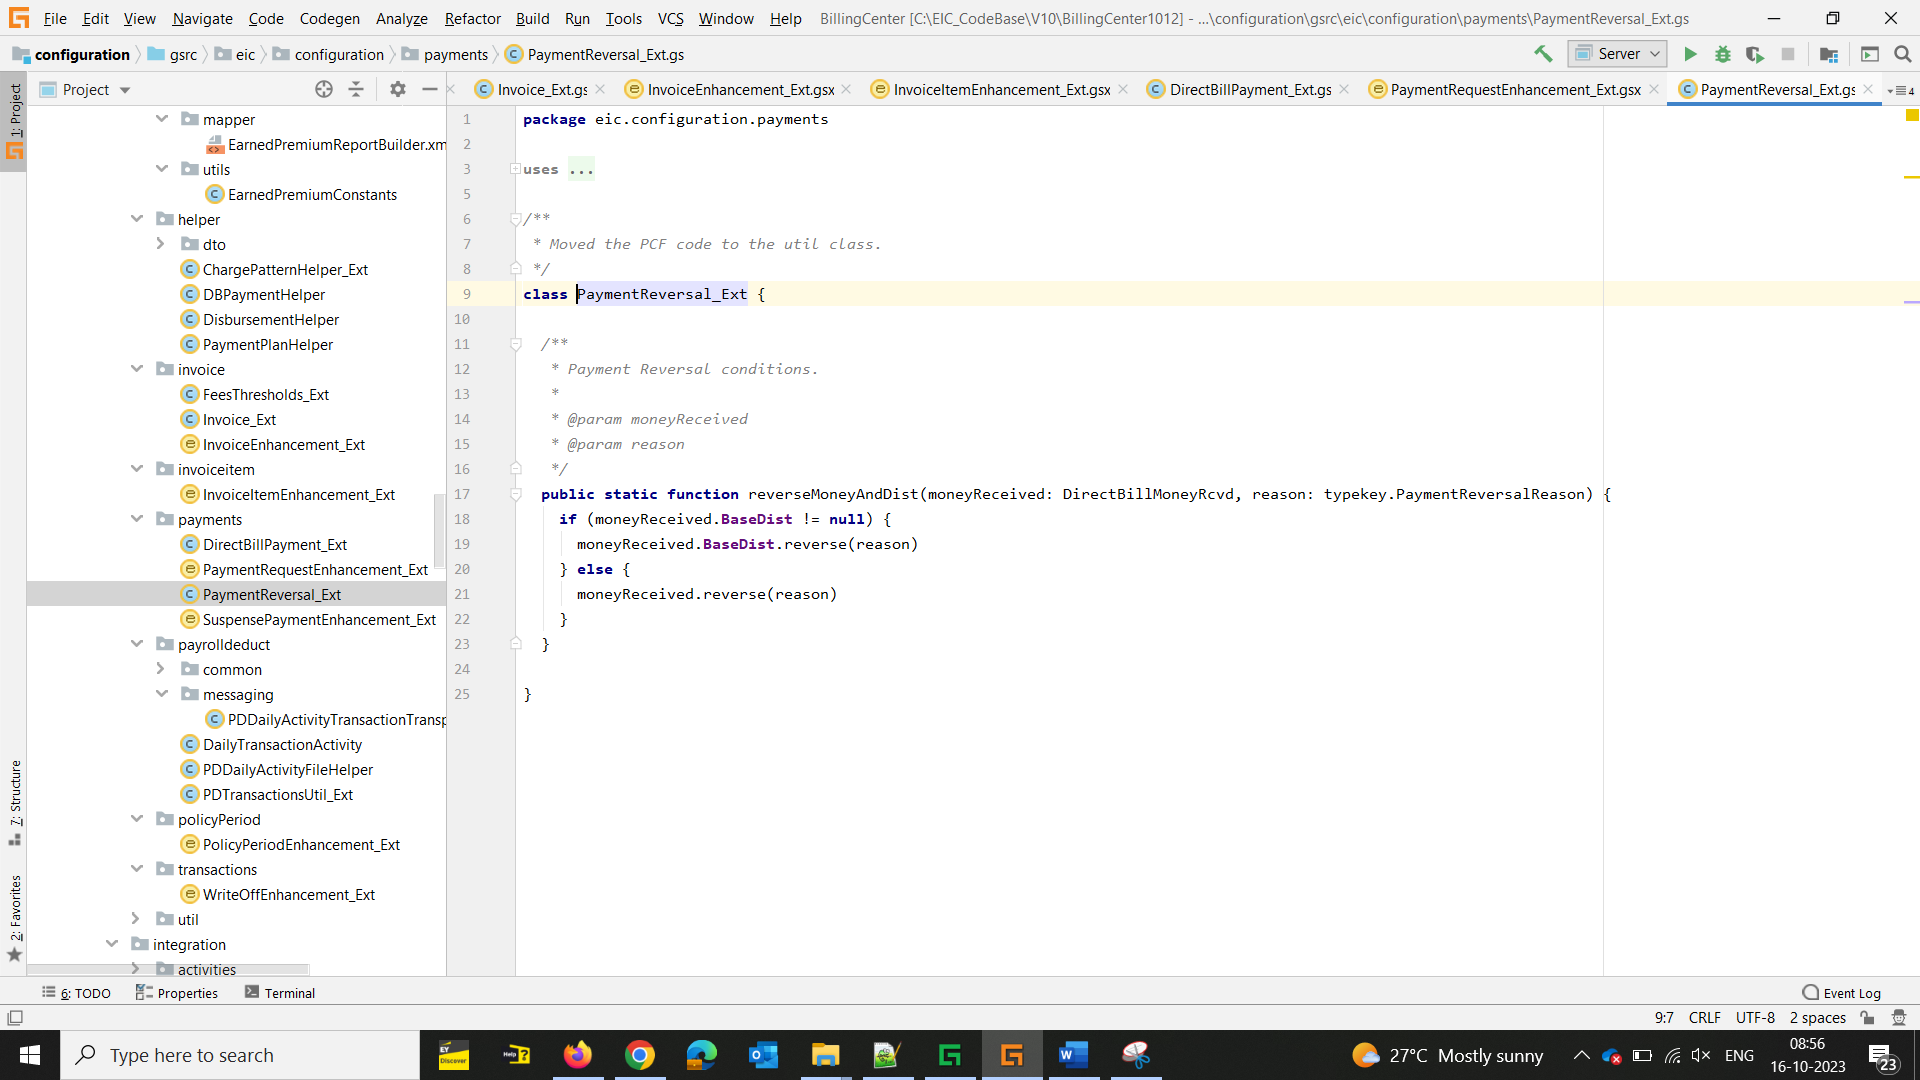 File Edit View Navigate Code Codegen Analyze Refactor Build Run Tools VCS Window Help BillingCenter [C:\EIC_CodeBase\V10\BillingCenter1012] - ...\configuration\gsrc\eic\configuration\payments\PaymentReversal_Ext.gs
configuration gsrc eic configuration payments PaymentReversal_Ext.gs Server
Project Invoice_Ext.gs InvoiceEnhancement_Ext.gsx InvoiceItemEnhancement_Ext.gsx DirectBillPayment_Ext.gs PaymentRequestEnhancement_Ext.gsx PaymentReversal_Ext.gs 4
1: Project
7: Structure
2: Favorites
mapper
EarnedPremiumReportBuilder.xm
utils
EarnedPremiumConstants
helper
dto
ChargePatternHelper_Ext
DBPaymentHelper
DisbursementHelper
PaymentPlanHelper
invoice
FeesThresholds_Ext
Invoice_Ext
InvoiceEnhancement_Ext
invoiceitem
InvoiceItemEnhancement_Ext
payments
DirectBillPayment_Ext
PaymentRequestEnhancement_Ext
PaymentReversal_Ext
SuspensePaymentEnhancement_Ext
payrolldeduct
common
messaging
PDDailyActivityTransactionTransp
DailyTransactionActivity
PDDailyActivityFileHelper
PDTransactionsUtil_Ext
policyPeriod
PolicyPeriodEnhancement_Ext
transactions
WriteOffEnhancement_Ext
util
integration
activities
1 package eic.configuration.payments
2
3 uses ...
5
6 /**
7 * Moved the PCF code to the util class.
8 */
9 class PaymentReversal_Ext {
10
11 /**
12 * Payment Reversal conditions.
13 *
14 * @param moneyReceived
15 * @param reason
16 */
17 public static function reverseMoneyAndDist(moneyReceived: DirectBillMoneyRcvd, reason: typekey.PaymentReversalReason) {
18 if (moneyReceived.BaseDist != null) {
19 moneyReceived.BaseDist.reverse(reason)
20 } else {
21 moneyReceived.reverse(reason)
22 }
23 }
24
25 }
6: TODO Properties Terminal Event Log
9:7 CRLF UTF-8 2 spaces
Type here to search EY Discover Help ? 27°C Mostly sunny ENG 08:56
16-10-2023 23